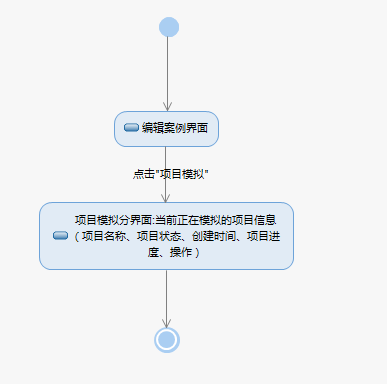 编辑案例界面
点击"项目模拟"
项目模拟分界面:当前正在模拟的项目信息
（项目名称、项目状态、创建时间、项目进
度、操作）